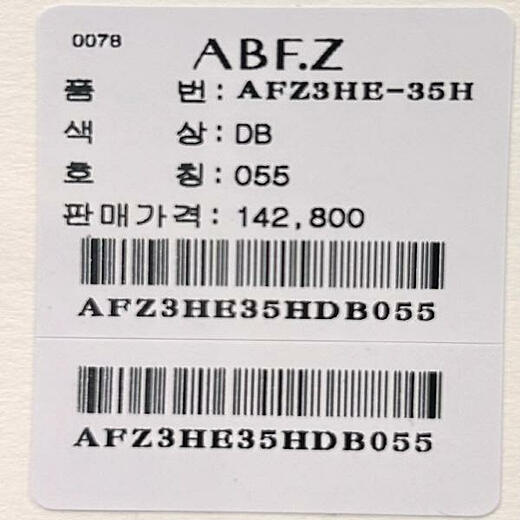 0078
ABF.Z
품 번 : AFZ3HE-35H
색 상 : DB
호 칭 : 055
판매가격 : 142,800
AFZ3HE35HDB055
AFZ3HE35HDB055